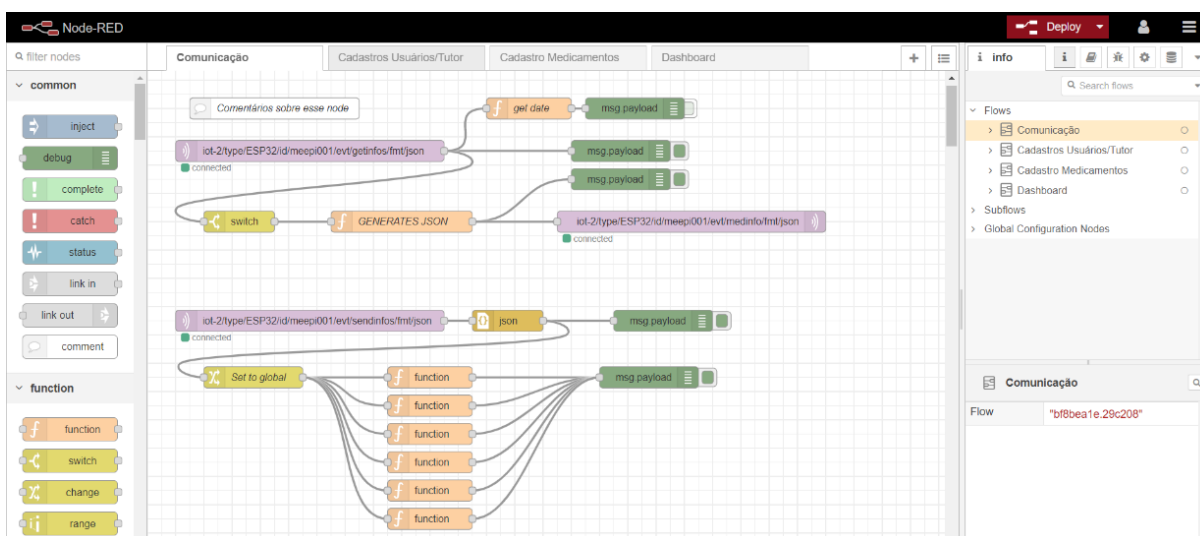 Node-RED
Deploy
filter nodes
common
inject
debug
complete
catch
status
link in
link out
comment
function
function
switch
change
range
Comunicação
Cadastros Usuários/Tutor
Cadastro Medicamentos
Dashboard
Comentários sobre esse node
get date
msg.payload
iot-2/type/ESP32/id/meepi001/evt/getinfos/fmt/json
connected
msg.payload
msg.payload
switch
GENERATES JSON
iot-2/type/ESP32/id/meepi001/evt/medinfo/fmt/json
connected
iot-2/type/ESP32/id/meepi001/evt/sendinfos/fmt/json
connected
json
msg.payload
Set to global
function
function
function
function
function
function
msg.payload
i info
i
Search flows
Flows
Comunicação
Cadastros Usuários/Tutor
Cadastro Medicamentos
Dashboard
Subflows
Global Configuration Nodes
Comunicação
Flow
"bf8bea1e.29c208"